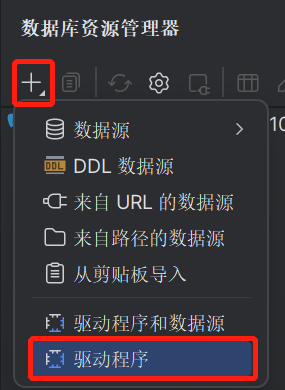 数据库资源管理器
10
数据源
DDL DDL 数据源
来自 URL 的数据源
来自路径的数据源
从剪贴板导入
驱动程序和数据源
驱动程序